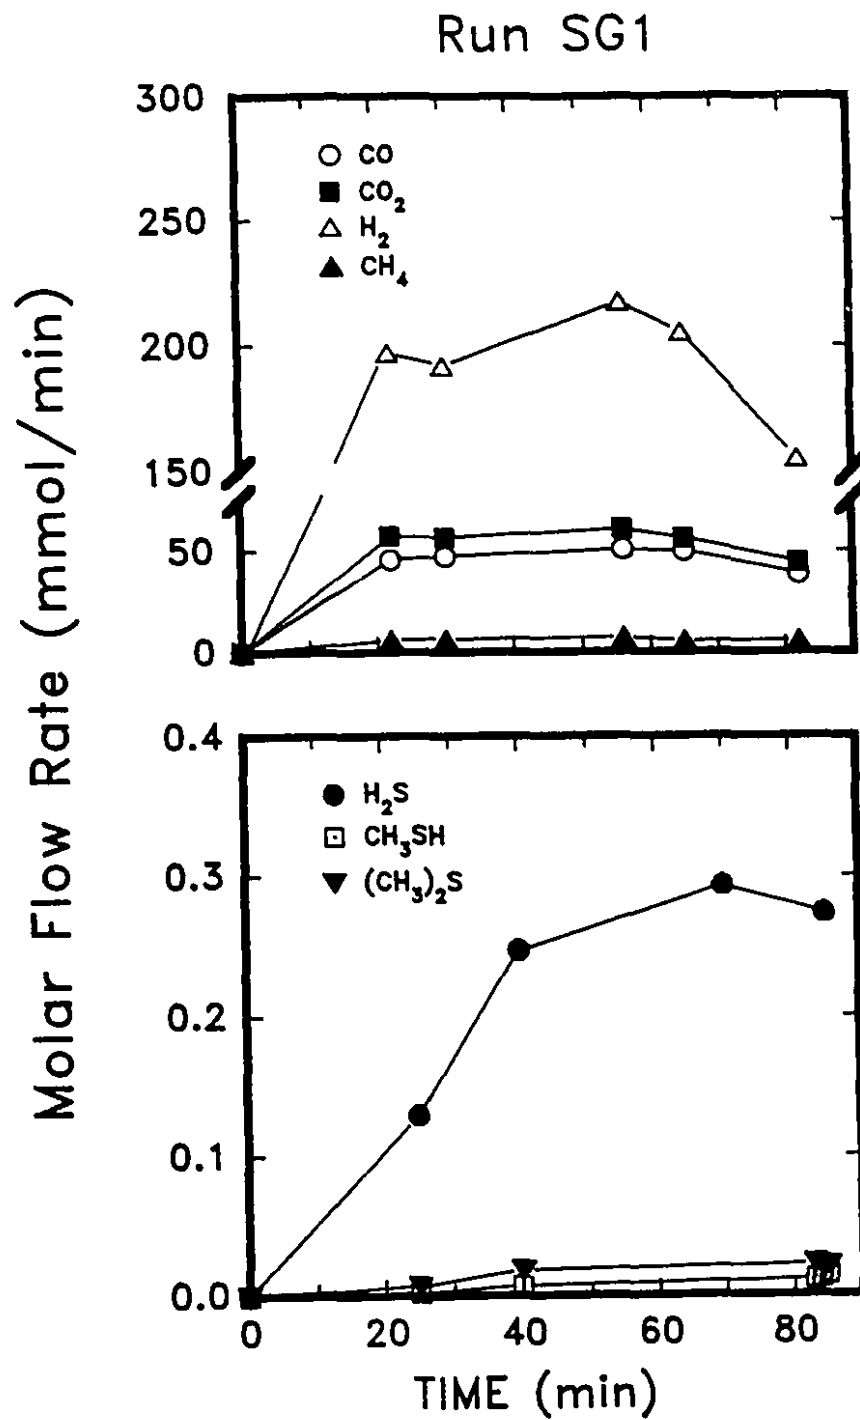 Run SG1
Molar Flow Rate (mmol/min)
300
250
200
150
50
0
CO
CO2
H2
CH4
0.4
0.3
0.2
0.1
0.0
H2S
CH3SH
(CH3)2S
0 20 40 60 80
TIME (min)